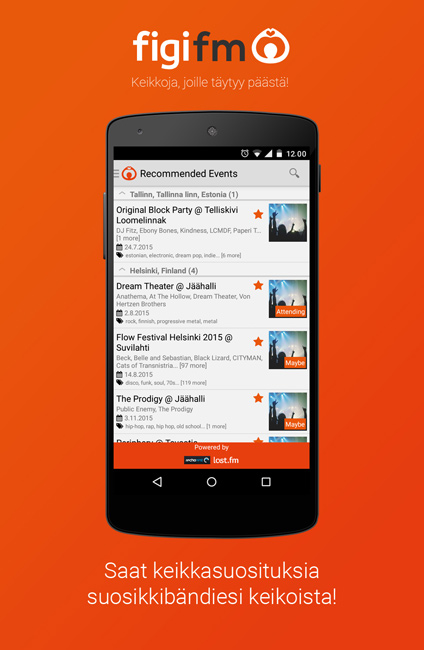 figifm
Keikkoja, joille täytyy päästä!
12.00
Recommended Events
Tallinn, Tallinna linn, Estonia (1)
Original Block Party @ Telliskivi
Loomelinnak
DJ Fitz, Ebony Bones, Kindness, LCMDF, Paperi T...
[1 more]
24.7.2015
estonian, electronic, dream pop, indie... [6 more]
Helsinki, Finland (4)
Dream Theater @ Jäähalli
Anathema, At The Hollow, Dream Theater, Von
Hertzen Brothers
Attending
2.8.2015
rock, finnish, progressive metal, metal
Flow Festival Helsinki 2015 @
Suvilahti
Beck, Belle and Sebastian, Black Lizard, CITYMAN,
Cats of Transnistria... [97 more]
Maybe
14.8.2015
disco, funk, soul, 70s... [119 more]
The Prodigy @ Jäähalli
Public Enemy, The Prodigy
3.11.2015
Maybe
hip-hop, rap, hip hop, old school... [1 more]
Periphery @ Tavastia
Powered by
last.fm
Saat keikkasuosituksia
suosikkibändiesi keikoista!